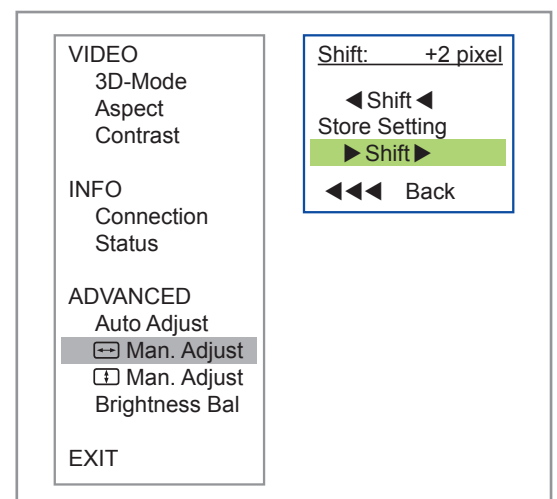 VIDEO
3D-Mode
Aspect
Contrast
INFO
Connection
Status
ADVANCED
Auto Adjust
Man. Adjust
Man. Adjust
Brightness Bal
EXIT
Shift: +2 pixel
◀Shift◀
Store Setting
▶Shift▶
◀◀◀ Back